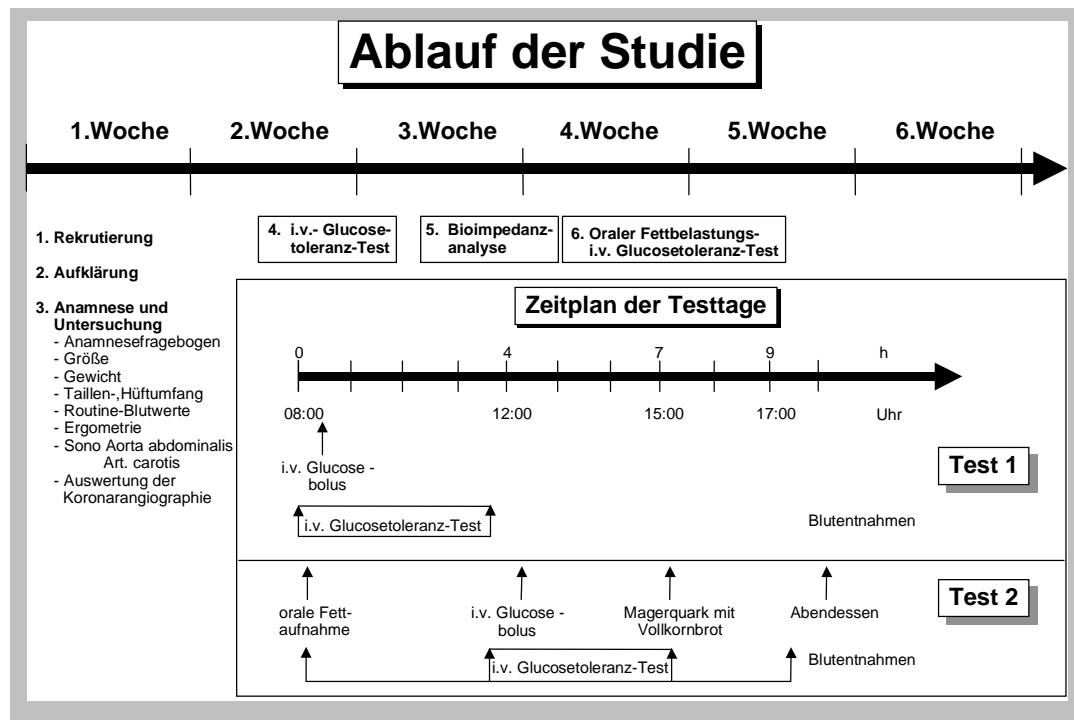 Ablauf der Studie
1.Woche 2.Woche 3.Woche 4.Woche 5.Woche 6.Woche
1. Rekrutierung
2. Aufklärung
3. Anamnese und
Untersuchung
- Anamnesefragebogen
- Größe
- Gewicht
- Taillen-,Hüftumfang
- Routine-Blutwerte
- Ergometrie
- Sono Aorta abdominalis
Art. carotis
- Auswertung der
Koronarangiographie
4. i.v.- Glucose-
toleranz-Test
5. Bioimpedanz-
analyse
6. Oraler Fettbelastungs-
i.v. Glucosetoleranz-Test
Zeitplan der Testtage
0 4 7 9 h
08:00 12:00 15:00 17:00 Uhr
i.v. Glucose -
bolus
Test 1
i.v. Glucosetoleranz-Test
Blutentnahmen
Test 2
orale Fett-
aufnahme
i.v. Glucose -
bolus
Magerquark mit
Vollkornbrot
Abendessen
i.v. Glucosetoleranz-Test
Blutentnahmen